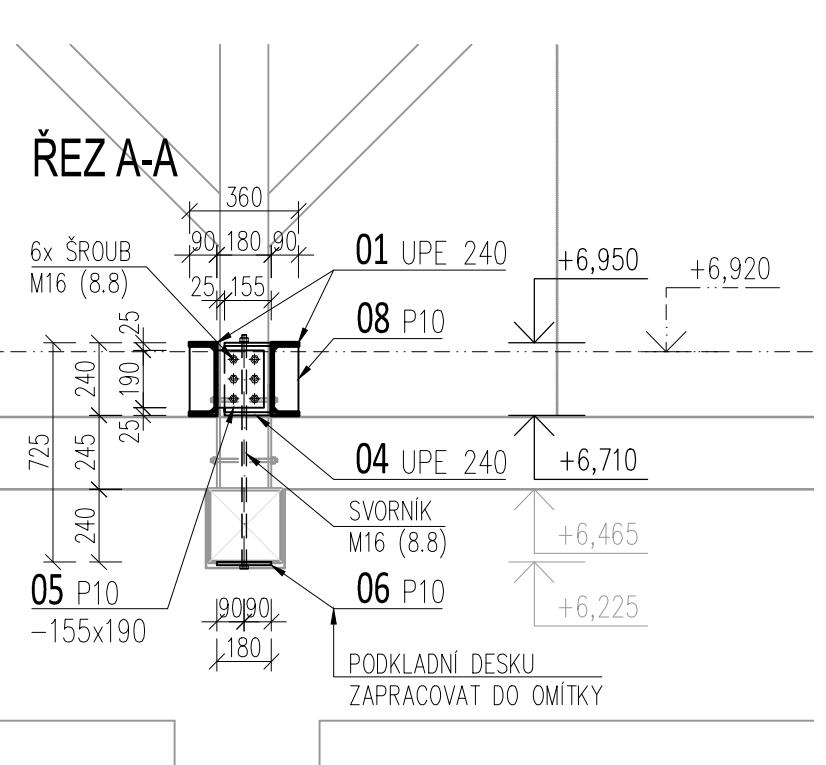 ŘEZ A-A
360
90 180 90
25 155
6x ŠROUB
M16 (8.8)
01 UPE 240
08 P10
+6,950
+6,920
25
190
25
240
245
240
725
04 UPE 240
+6,710
SVORNÍK
M16 (8.8)
+6,465
05 P10
-155x190
06 P10
+6,225
90 90
180
PODKLADNÍ DESKU
ZAPRACOVAT DO OMÍTKY